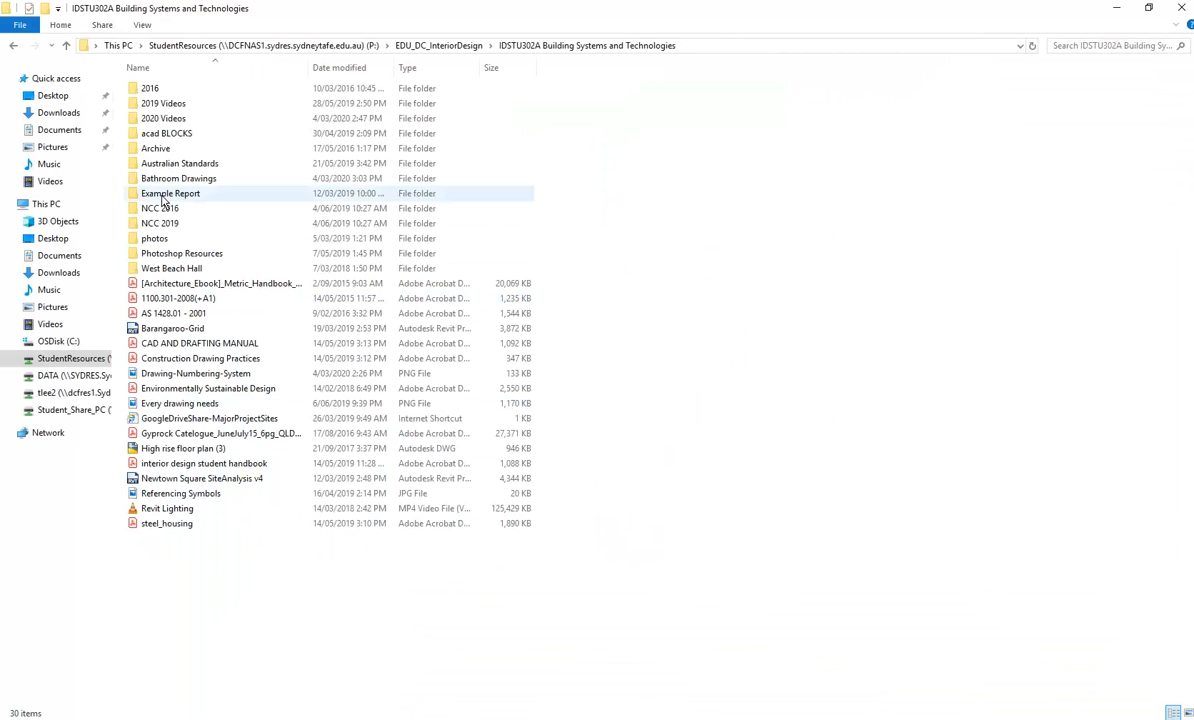 IDSTU302A Building Systems and Technologies
File Home Share View
This PC StudentResources (\\DCFNAS1.sydres.sydneytafe.edu.au) (P:) EDU_DC_InteriorDesign IDSTU302A Building Systems and Technologies Search IDSTU302A Building Sy...
Quick access
Desktop
Downloads
Documents
Pictures
Music
Videos
This PC
3D Objects
Desktop
Documents
Downloads
Music
Pictures
Videos
OSDisk (C:)
StudentResources (\
DATA (\\SYDRES.Sy
tlee2 (\\dcfres1.Syd
Student_Share_PC (
Network
Name Date modified Type Size
2016 10/03/2016 10:45 ... File folder
2019 Videos 28/05/2019 2:50 PM File folder
2020 Videos 4/03/2020 2:47 PM File folder
acad BLOCKS 30/04/2019 2:09 PM File folder
Archive 17/05/2016 1:17 PM File folder
Australian Standards 21/05/2019 3:42 PM File folder
Bathroom Drawings 4/03/2020 3:03 PM File folder
Example Report 12/03/2019 10:00 ... File folder
NCC 2016 4/06/2019 10:27 AM File folder
NCC 2019 4/06/2019 10:27 AM File folder
photos 5/03/2019 1:21 PM File folder
Photoshop Resources 7/05/2019 1:45 PM File folder
West Beach Hall 7/03/2018 1:50 PM File folder
[Architecture_Ebook]_Metric_Handbook_... 2/09/2015 9:03 AM Adobe Acrobat D... 20,069 KB
1100.301-2008(+A1) 14/05/2015 11:57 ... Adobe Acrobat D... 1,235 KB
AS 1428.01 - 2001 9/02/2016 3:32 PM Adobe Acrobat D... 1,544 KB
Barangaroo-Grid 19/03/2019 2:53 PM Autodesk Revit Pr... 3,872 KB
CAD AND DRAFTING MANUAL 14/05/2019 3:13 PM Adobe Acrobat D... 1,092 KB
Construction Drawing Practices 14/05/2019 3:12 PM Adobe Acrobat D... 347 KB
Drawing-Numbering-System 4/03/2020 2:26 PM PNG File 133 KB
Environmentally Sustainable Design 14/02/2018 6:49 PM Adobe Acrobat D... 2,550 KB
Every drawing needs 6/06/2019 9:39 PM PNG File 1,170 KB
GoogleDriveShare-MajorProjectSites 26/03/2019 9:49 AM Internet Shortcut 1 KB
Gyprock Catelogue_JuneJuly15_6pg_QLD... 17/08/2016 9:43 AM Adobe Acrobat D... 27,371 KB
High rise floor plan (3) 21/09/2017 3:37 PM Autodesk DWG 946 KB
interior design student handbook 14/05/2019 11:28 ... Adobe Acrobat D... 1,088 KB
Newtown Square SiteAnalysis v4 12/03/2019 2:48 PM Autodesk Revit Pr... 4,344 KB
Referencing Symbols 16/04/2019 2:14 PM JPG File 20 KB
Revit Lighting 14/03/2018 2:42 PM MP4 Video File (V... 125,429 KB
steel_housing 14/05/2019 3:10 PM Adobe Acrobat D... 1,890 KB
30 items